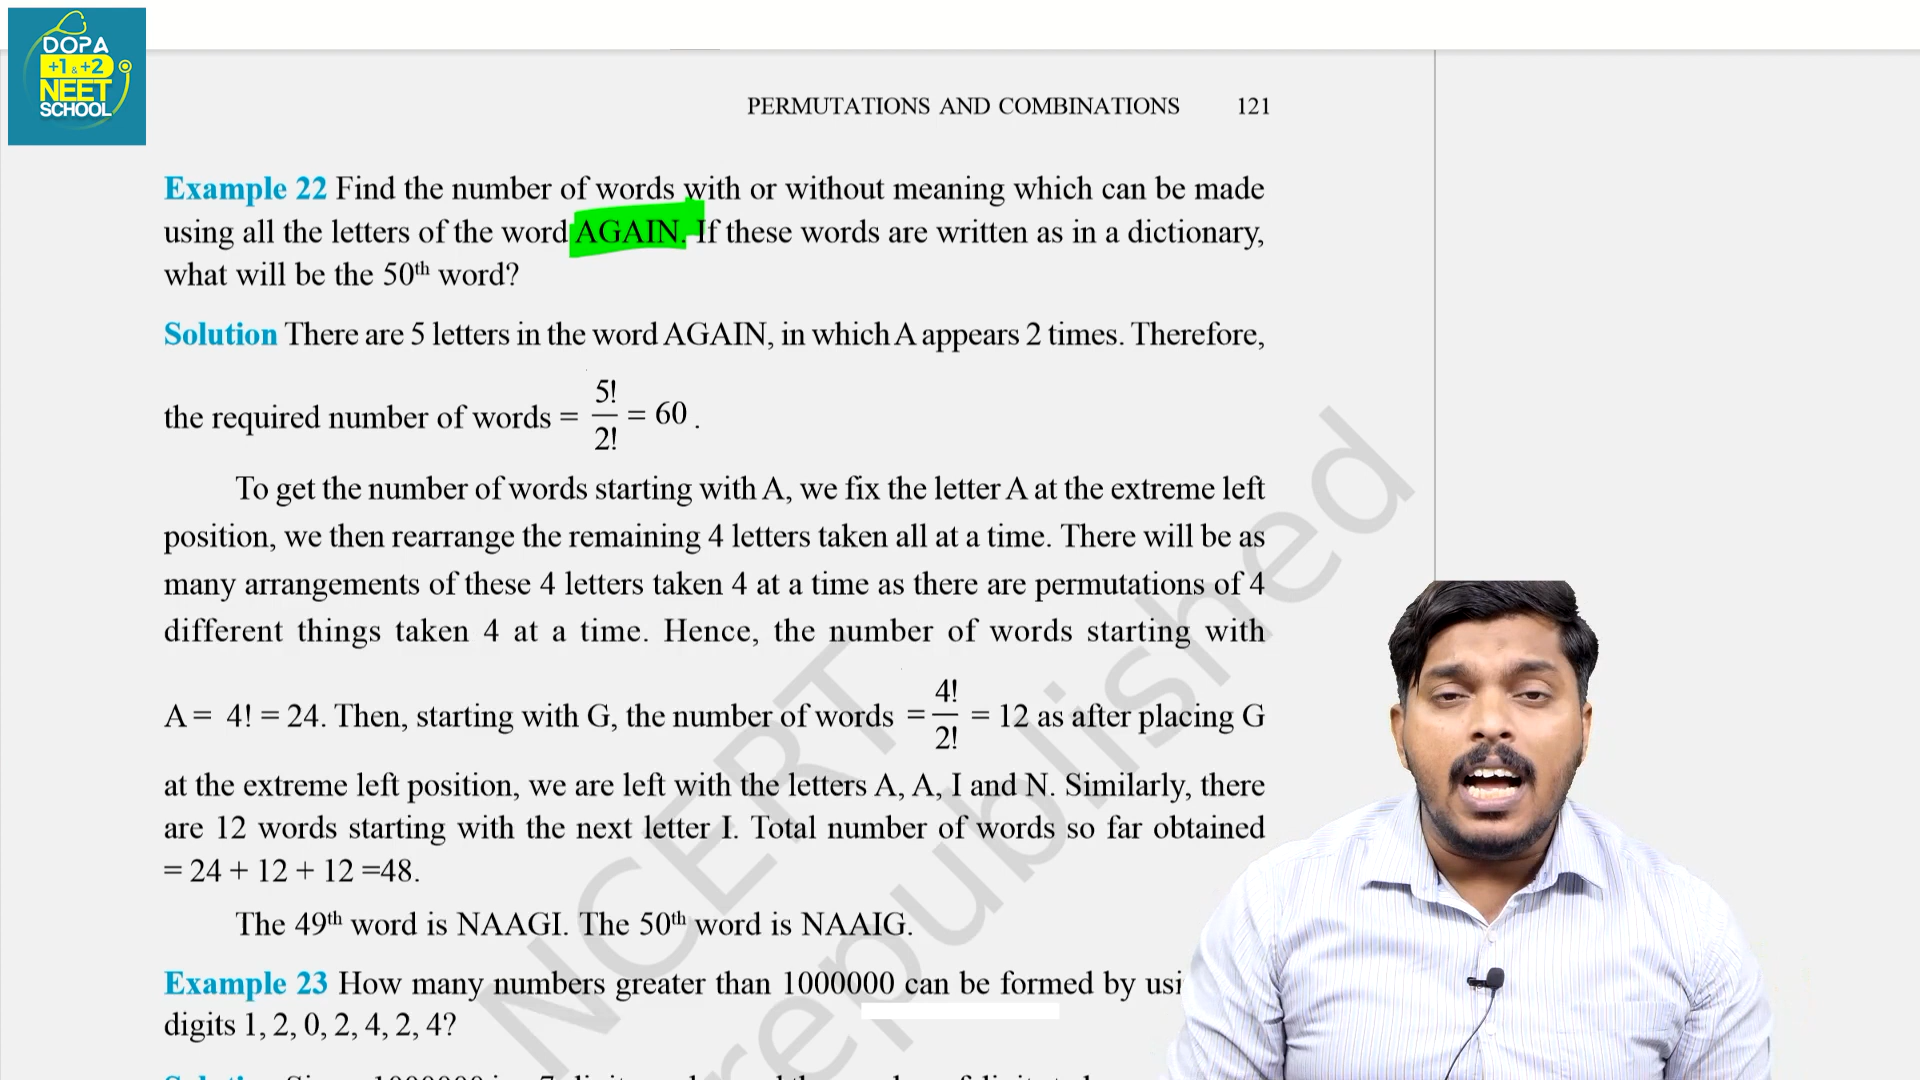 DOPA
+1 & +2
NEET
SCHOOL
PERMUTATIONS AND COMBINATIONS 121
Example 22 Find the number of words with or without meaning which can be made
using all the letters of the word AGAIN. If these words are written as in a dictionary,
what will be the 50th word?
Solution There are 5 letters in the word AGAIN, in which A appears 2 times. Therefore,
the required number of words = 5!/2! = 60 .
To get the number of words starting with A, we fix the letter A at the extreme left
position, we then rearrange the remaining 4 letters taken all at a time. There will be as
many arrangements of these 4 letters taken 4 at a time as there are permutations of 4
different things taken 4 at a time. Hence, the number of words starting with
A = 4! = 24. Then, starting with G, the number of words = 4!/2! = 12 as after placing G
at the extreme left position, we are left with the letters A, A, I and N. Similarly, there
are 12 words starting with the next letter I. Total number of words so far obtained
= 24 + 12 + 12 =48.
The 49th word is NAAGI. The 50th word is NAAIG.
Example 23 How many numbers greater than 1000000 can be formed by usi
digits 1, 2, 0, 2, 4, 2, 4?
NCERT
republished